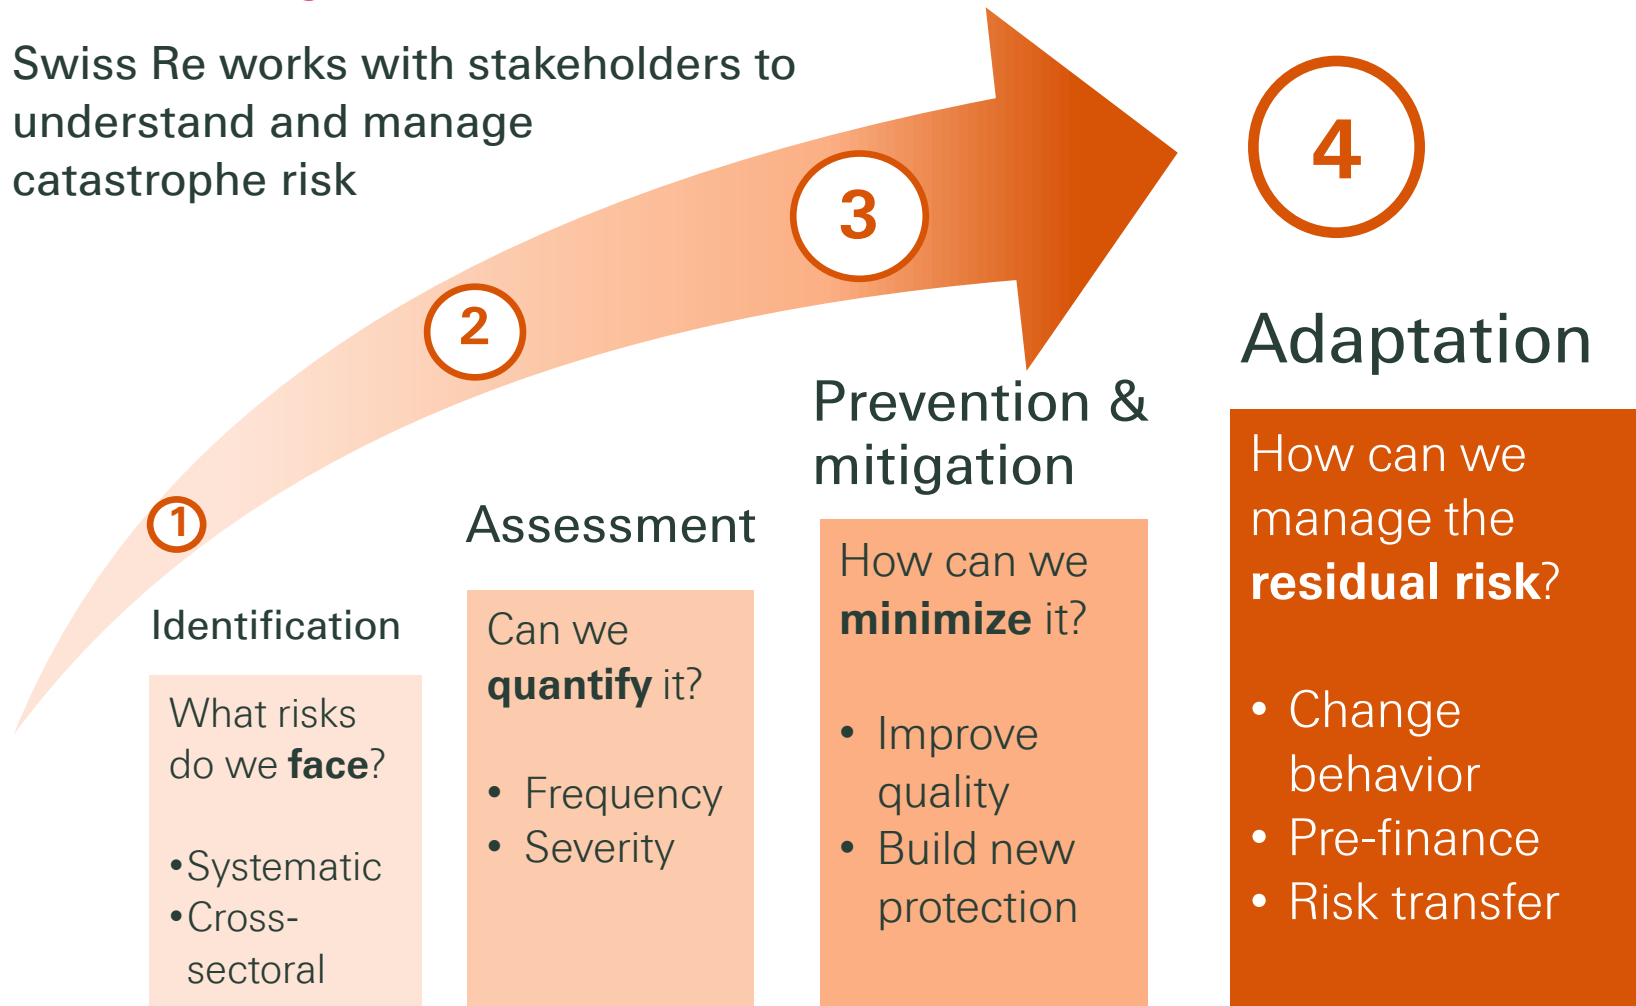 Swiss Re works with stakeholders to
understand and manage
catastrophe risk
1
2
3
4
Identification
What risks
do we face?
•Systematic
•Cross-
sectoral
Assessment
Can we
quantify it?
• Frequency
• Severity
Prevention &
mitigation
How can we
minimize it?
• Improve
quality
• Build new
protection
Adaptation
How can we
manage the
residual risk?
• Change
behavior
• Pre-finance
• Risk transfer